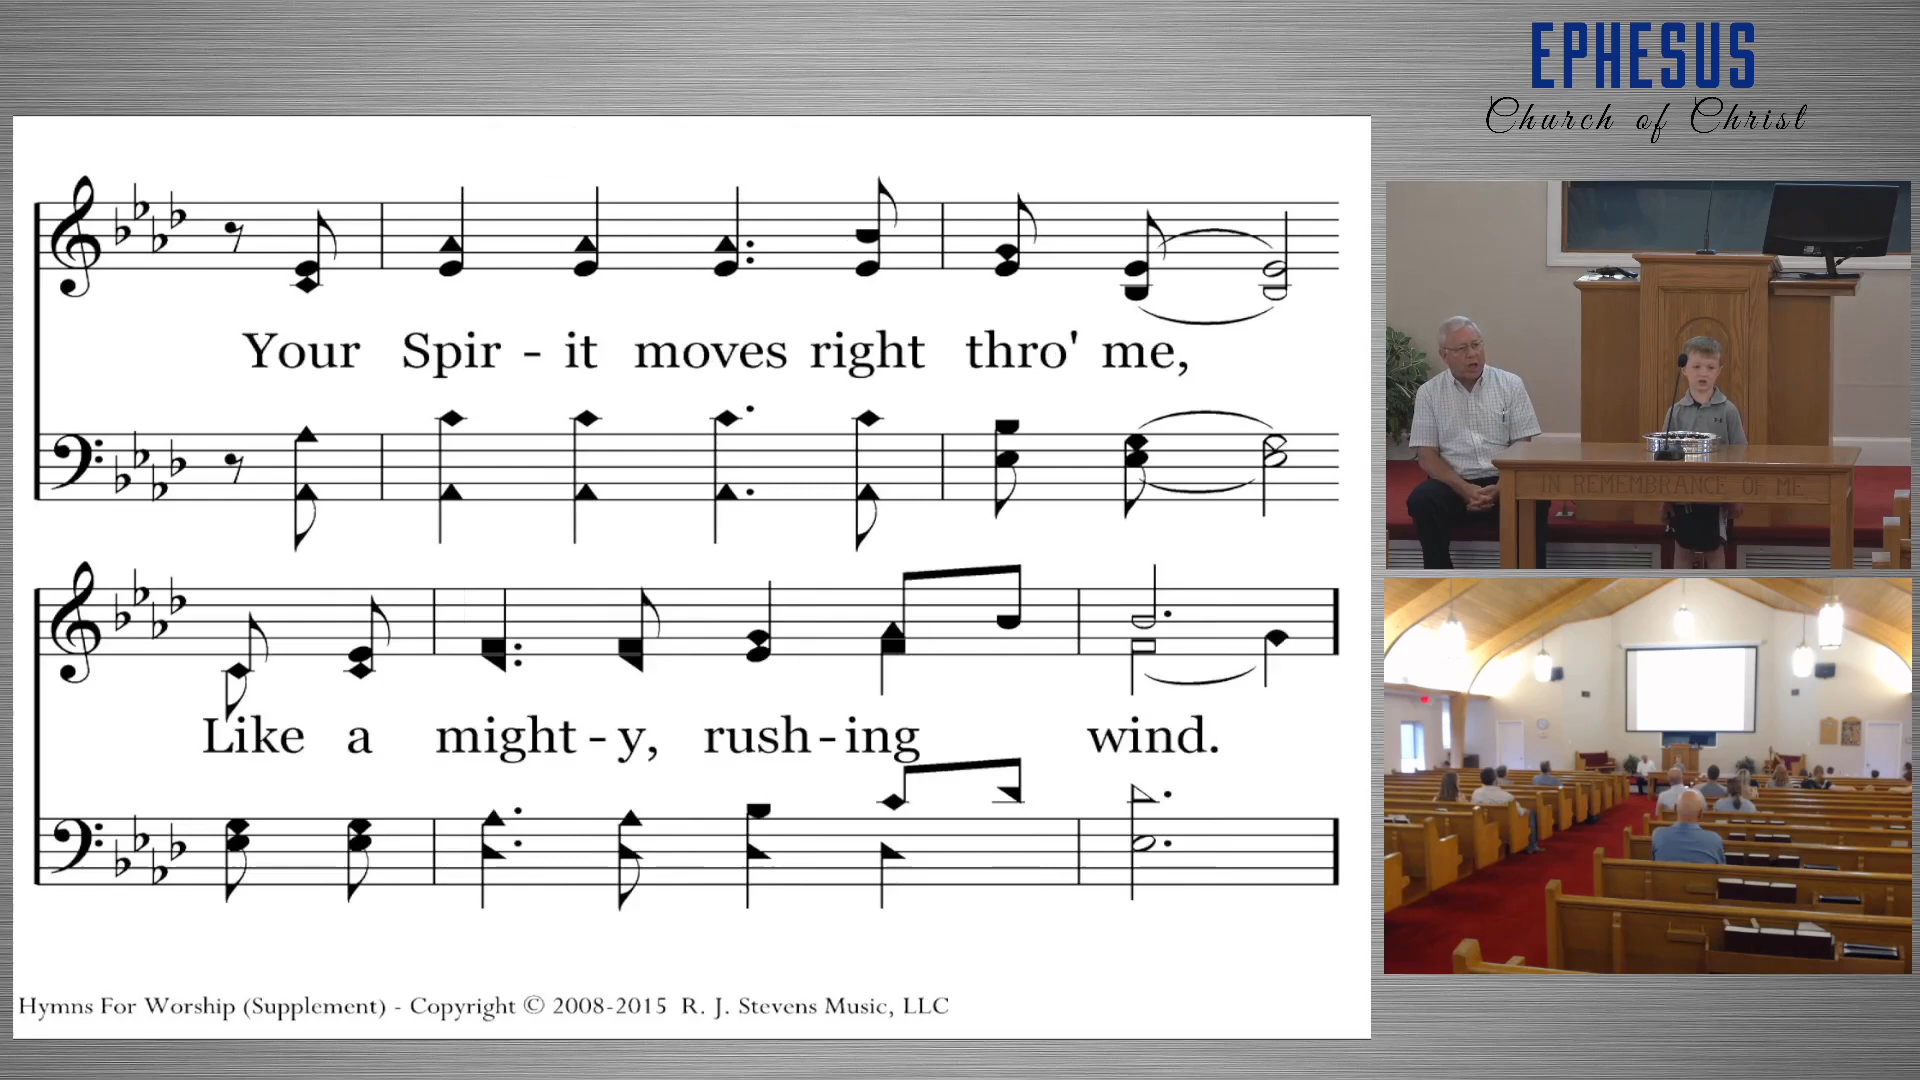 EPHESUS
Church of Christ
Your Spir - it moves right thro' me,
Like a might - y, rush - ing wind.
Hymns For Worship (Supplement) - Copyright © 2008-2015 R. J. Stevens Music, LLC
IN REMEMBRANCE OF ME